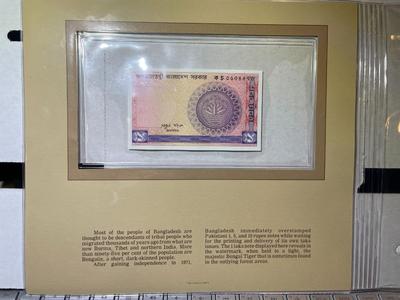 গণপ্রজাতন্ত্রী বাংলাদেশ সরকার
Most of the people of Bangladesh are
thought to be descendants of tribal people who
migrated thousands of years ago from what are
now Burma, Tibet and northern India. More
than ninety-five per cent of the population are
Bengalis, a short, dark-skinned people.
After gaining independence in 1971,
Bangladesh immediately overstamped
Pakistani 1, 5, and 10 rupee notes while waiting
for the printing and delivery of its own taka
issues. The 1 taka note displayed here reveals in
the watermark, when held to a light, the
majestic Bengal Tiger that is sometimes found
in the outlying forest areas.